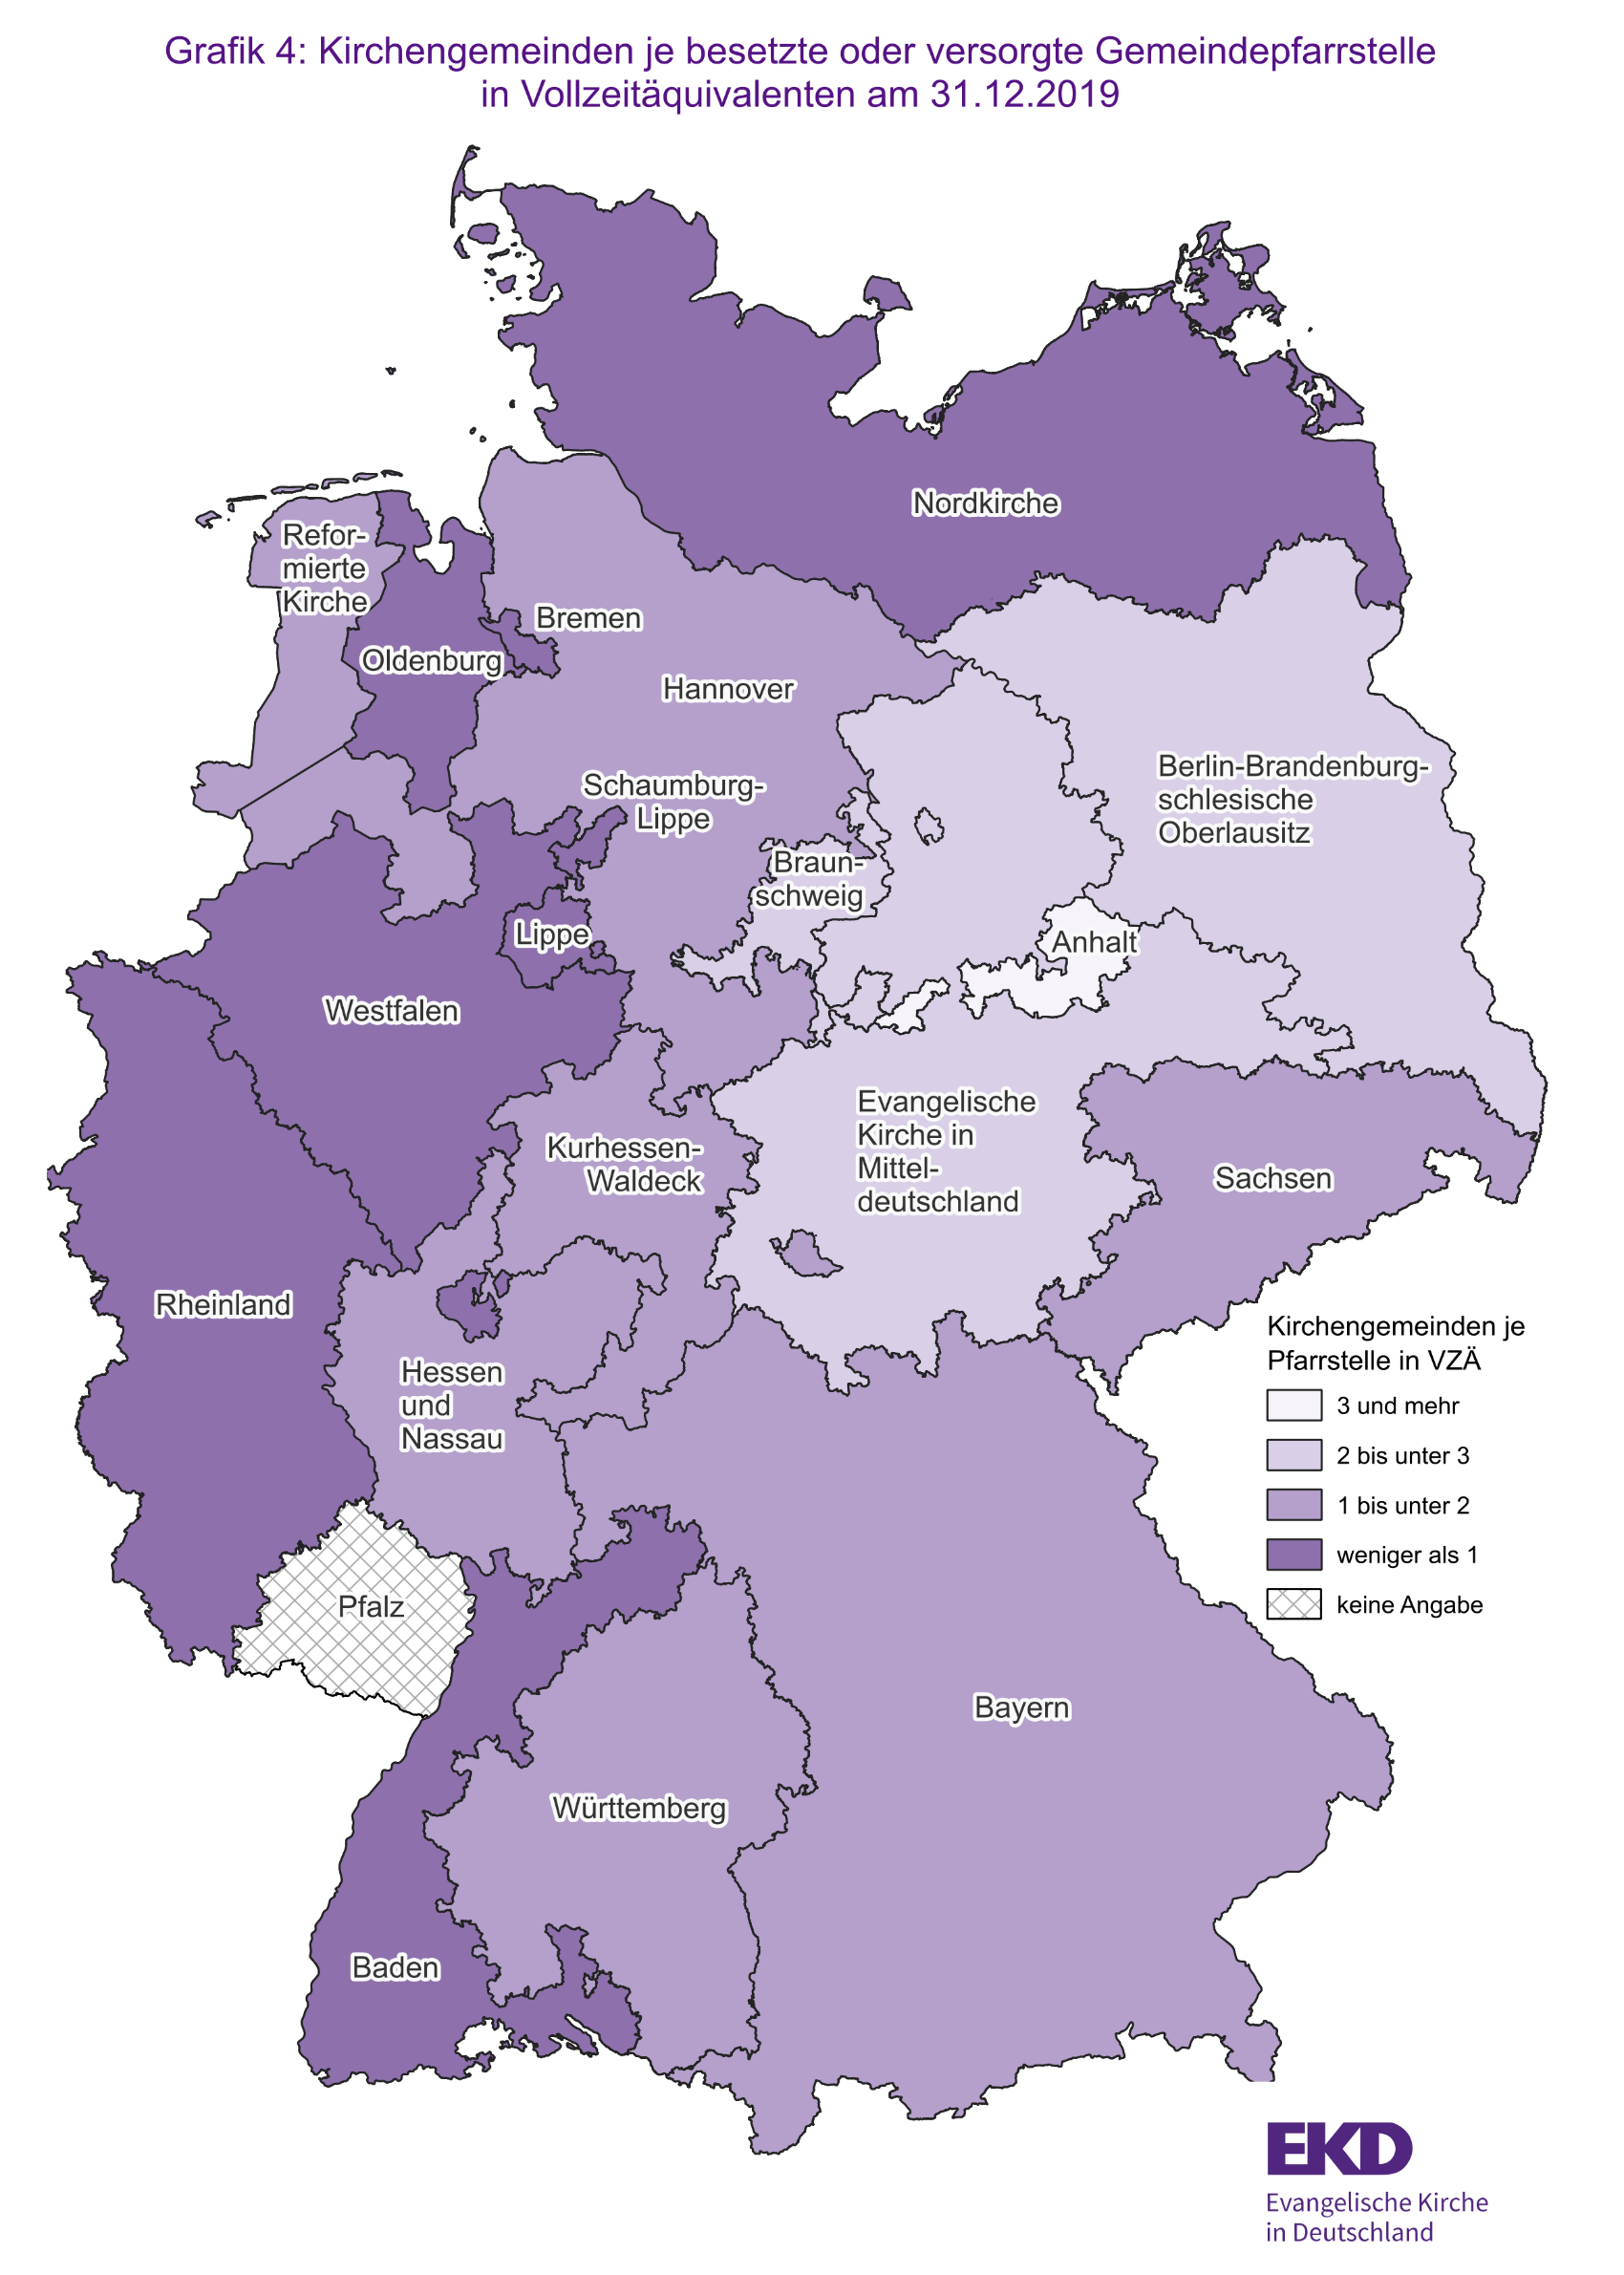 Grafik 4: Kirchengemeinden je besetzte oder versorgte Gemeindepfarrstelle
in Vollzeitäquivalenten am 31.12.2019
Nordkirche
Refor-
mierte
Kirche
Bremen
Oldenburg
Hannover
Berlin-Brandenburg-
schlesische
Oberlausitz
Schaumburg-
Lippe
Braun-
schweig
Lippe
Anhalt
Westfalen
Evangelische
Kirche in
Mittel-
deutschland
Kurhessen-
Waldeck
Sachsen
Rheinland
Hessen
und
Nassau
Kirchengemeinden je
Pfarrstelle in VZÄ
3 und mehr
2 bis unter 3
1 bis unter 2
weniger als 1
keine Angabe
Pfalz
Bayern
Württemberg
Baden
EKD
Evangelische Kirche
in Deutschland